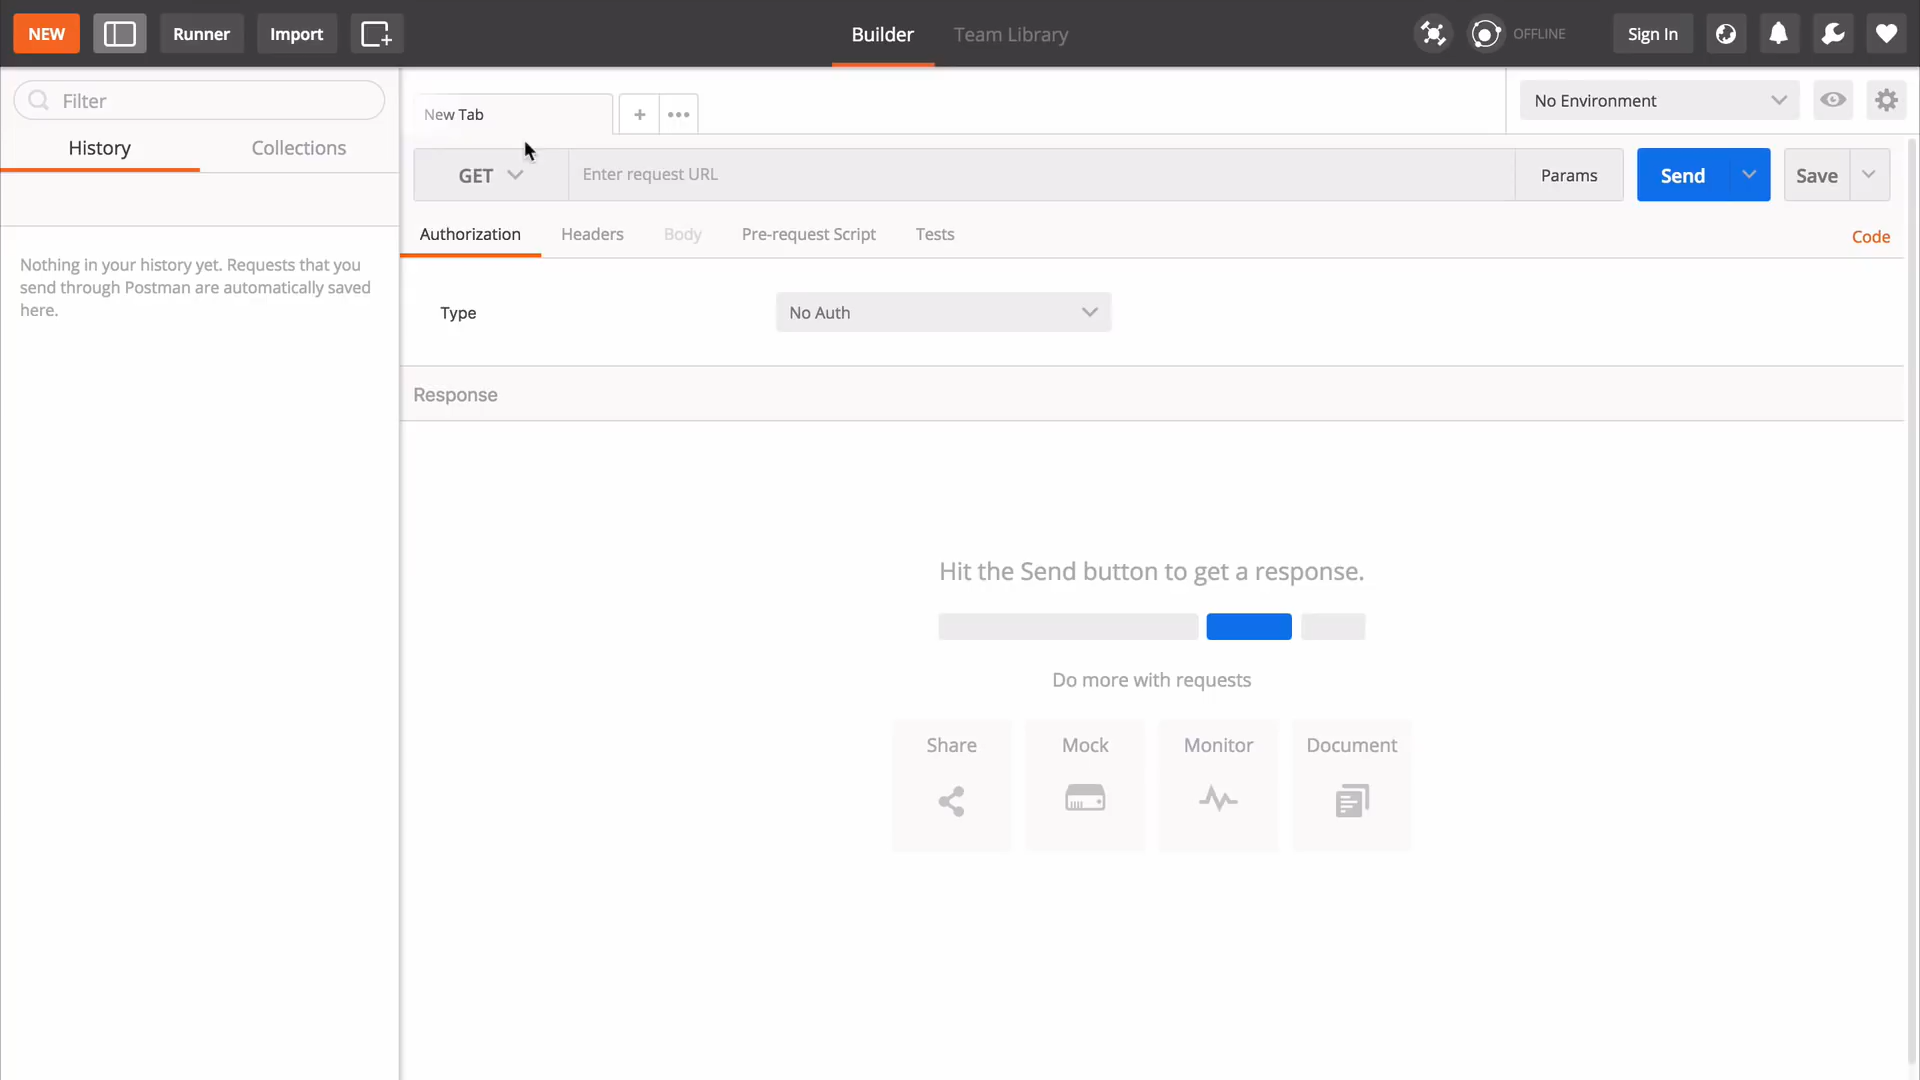 NEW
Runner
Import
Builder
Team Library
OFFLINE
Sign In
Filter
History
Collections
Nothing in your history yet. Requests that you
send through Postman are automatically saved
here.
New Tab
+
•••
No Environment
GET
Enter request URL
Params
Send
Save
Authorization
Headers
Body
Pre-request Script
Tests
Code
Type
No Auth
Response
Hit the Send button to get a response.
Do more with requests
Share
Mock
Monitor
Document